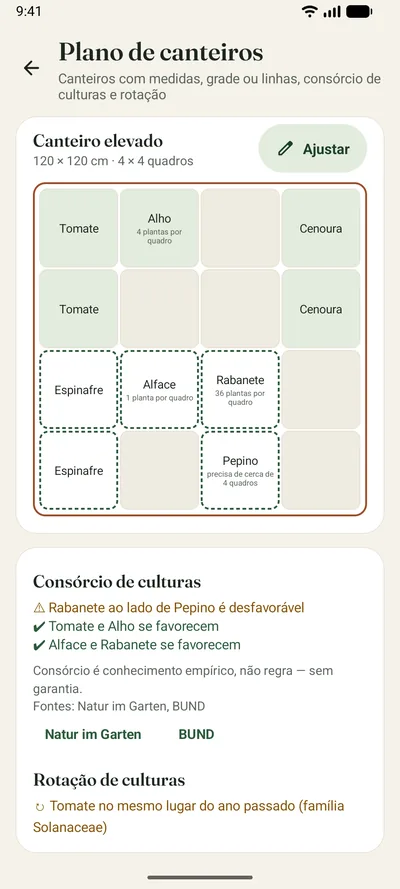 9:41
Plano de canteiros
Canteiros com medidas, grade ou linhas, consórcio de
culturas e rotação
Canteiro elevado
120 × 120 cm · 4 × 4 quadros
Ajustar
Tomate
Alho
4 plantas por
quadro
Cenoura
Tomate
Cenoura
Espinafre
Alface
1 planta por quadro
Rabanete
36 plantas por
quadro
Espinafre
Pepino
precisa de cerca de
4 quadros
Consórcio de culturas
⚠ Rabanete ao lado de Pepino é desfavorável
✔ Tomate e Alho se favorecem
✔ Alface e Rabanete se favorecem
Consórcio é conhecimento empírico, não regra — sem
garantia.
Fontes: Natur im Garten, BUND
Natur im Garten
BUND
Rotação de culturas
↻ Tomate no mesmo lugar do ano passado (família
Solanaceae)